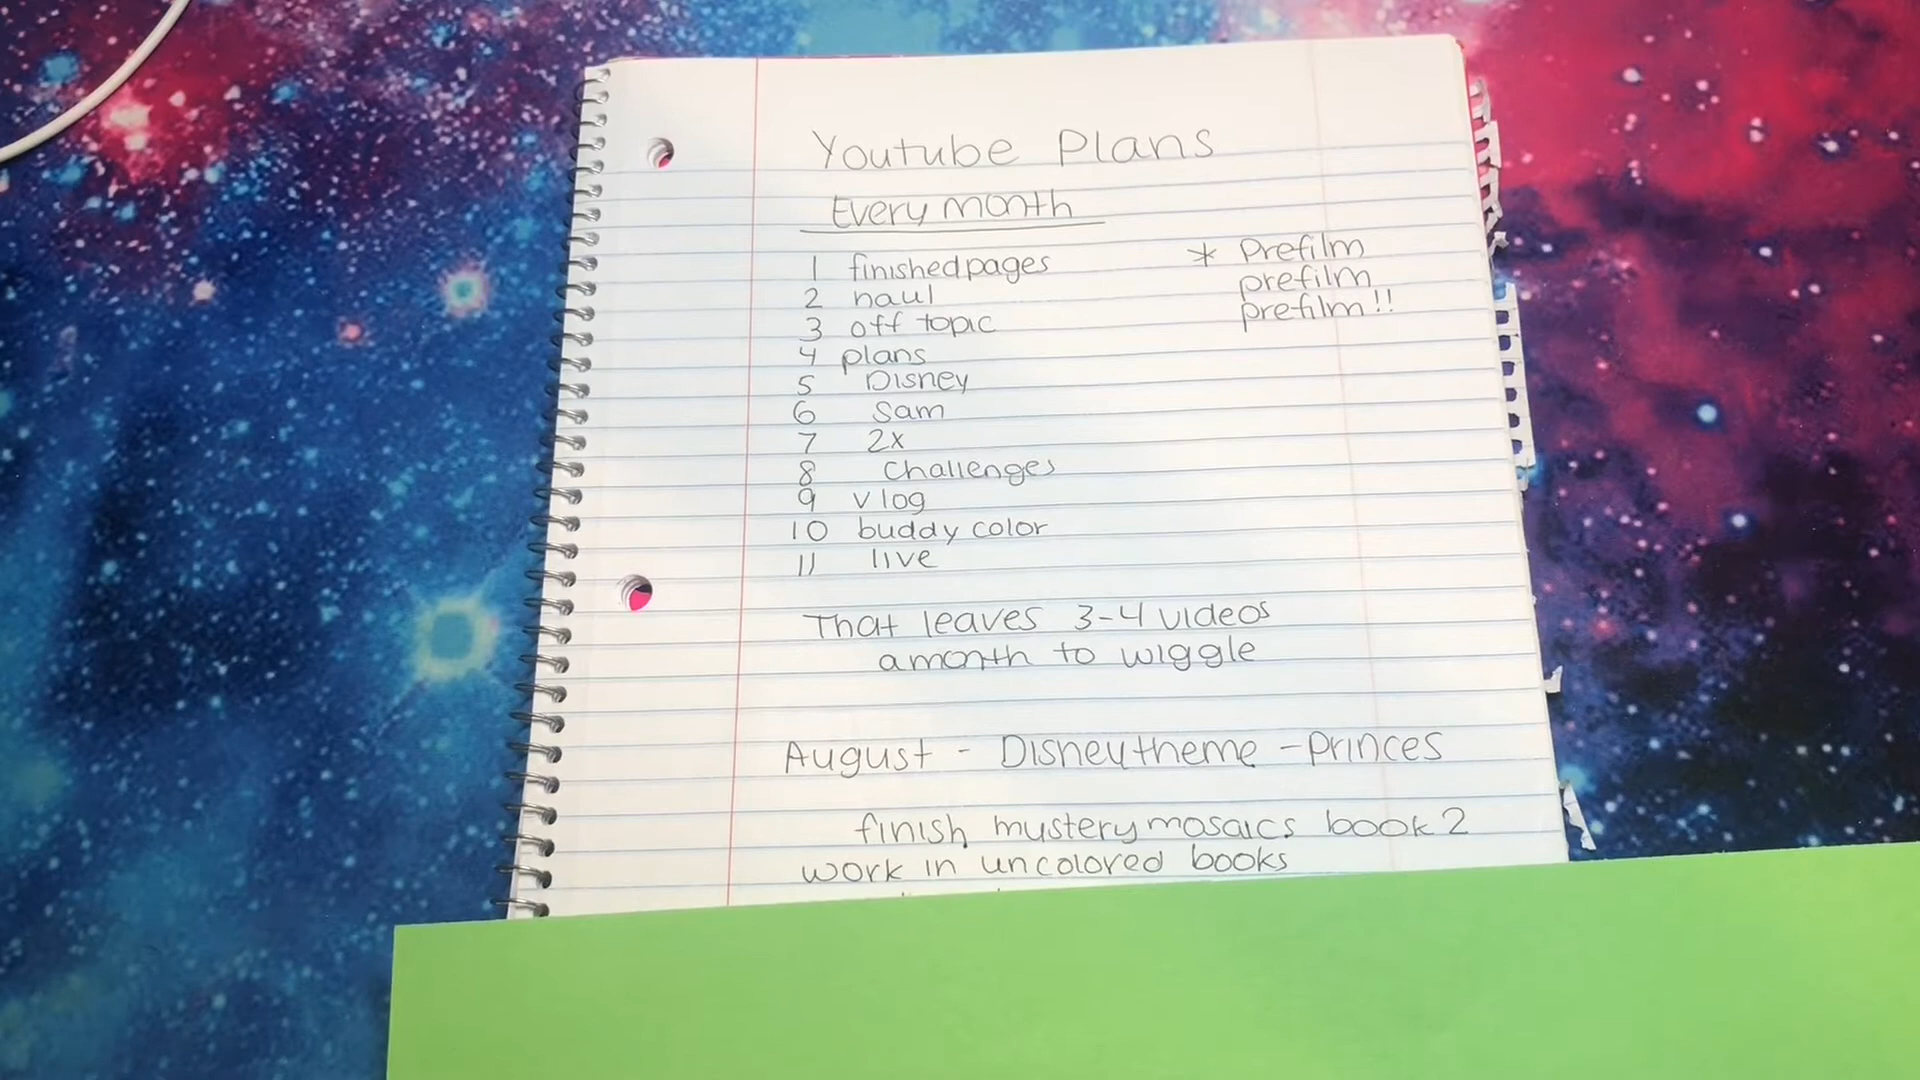 Youtube Plans
Every month
1 finished pages
* Prefilm
2 haul
prefilm
3 off topic
prefilm!!
4 plans
5 Disney
6 Sam
7 2x
8 Challenges
9 vlog
10 buddy color
11 live
That leaves 3-4 videos
a month to wiggle
August - Disney theme - Princes
finish mystery mosaics book 2
work in uncolored books